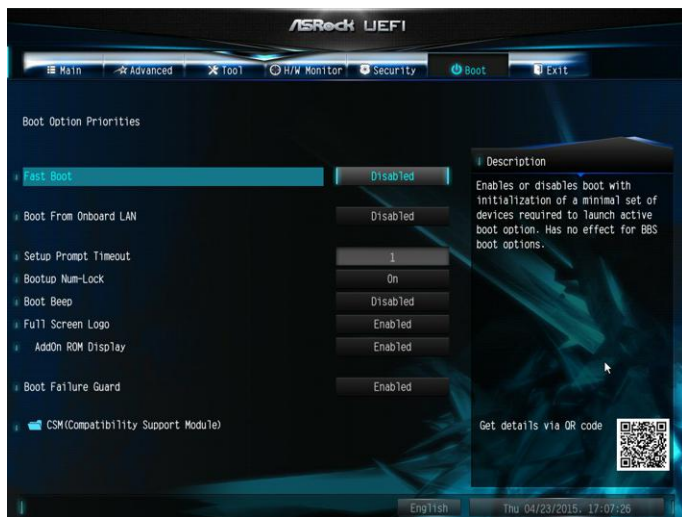 ASRock UEFI
Main Advanced Tool H/W Monitor Security Boot Exit
Boot Option Priorities
Fast Boot Disabled
Boot From Onboard LAN Disabled
Setup Prompt Timeout 1
Bootup Num-Lock On
Boot Beep Disabled
Full Screen Logo Enabled
AddOn ROM Display Enabled
Boot Failure Guard Enabled
CSM(Compatibility Support Module)
Description
Enables or disables boot with
initialization of a minimal set of
devices required to launch active
boot option. Has no effect for BBS
boot options.
Get details via QR code
English Thu 04/23/2015. 17:07:26